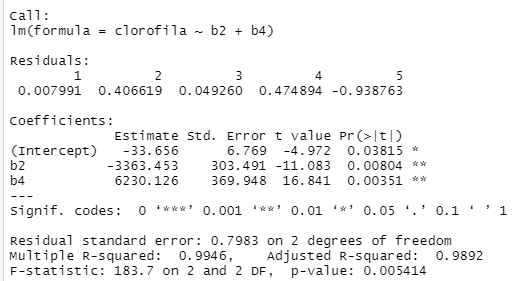 Call:
lm(formula = clorofila ~ b2 + b4)
Residuals:
1 2 3 4 5
0.007991 0.406619 0.049260 0.474894 -0.938763
Coefficients:
Estimate Std. Error t value Pr(>|t|)
(Intercept) -33.656 6.769 -4.972 0.03815 *
b2 -3363.453 303.491 -11.083 0.00804 **
b4 6230.126 369.948 16.841 0.00351 **
---
Signif. codes: 0 ‘***’ 0.001 ‘**’ 0.01 ‘*’ 0.05 ‘.’ 0.1 ‘ ’ 1
Residual standard error: 0.7983 on 2 degrees of freedom
Multiple R-squared: 0.9946, Adjusted R-squared: 0.9892
F-statistic: 183.7 on 2 and 2 DF, p-value: 0.005414